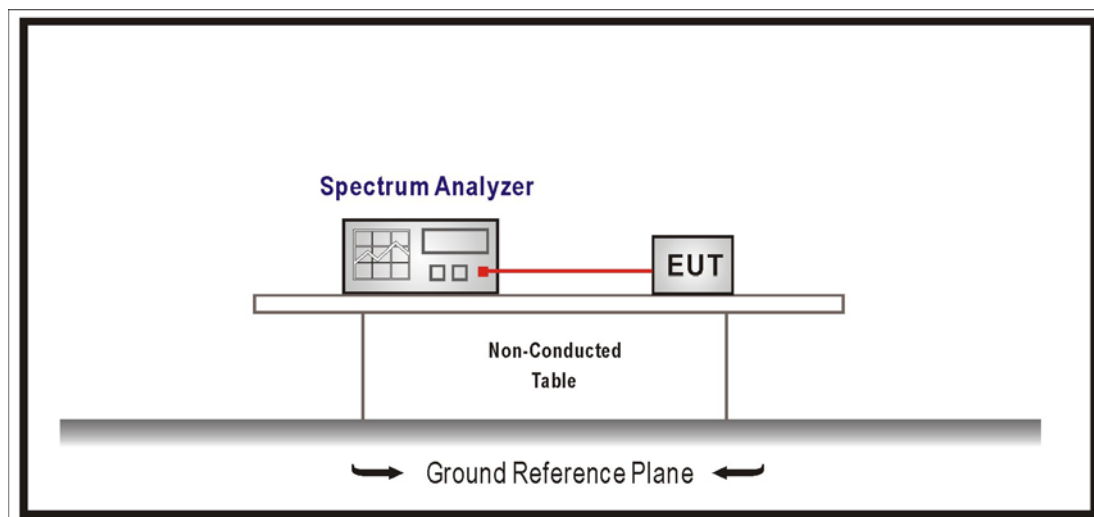 Spectrum Analyzer
EUT
Non-Conducted
Table
Ground Reference Plane